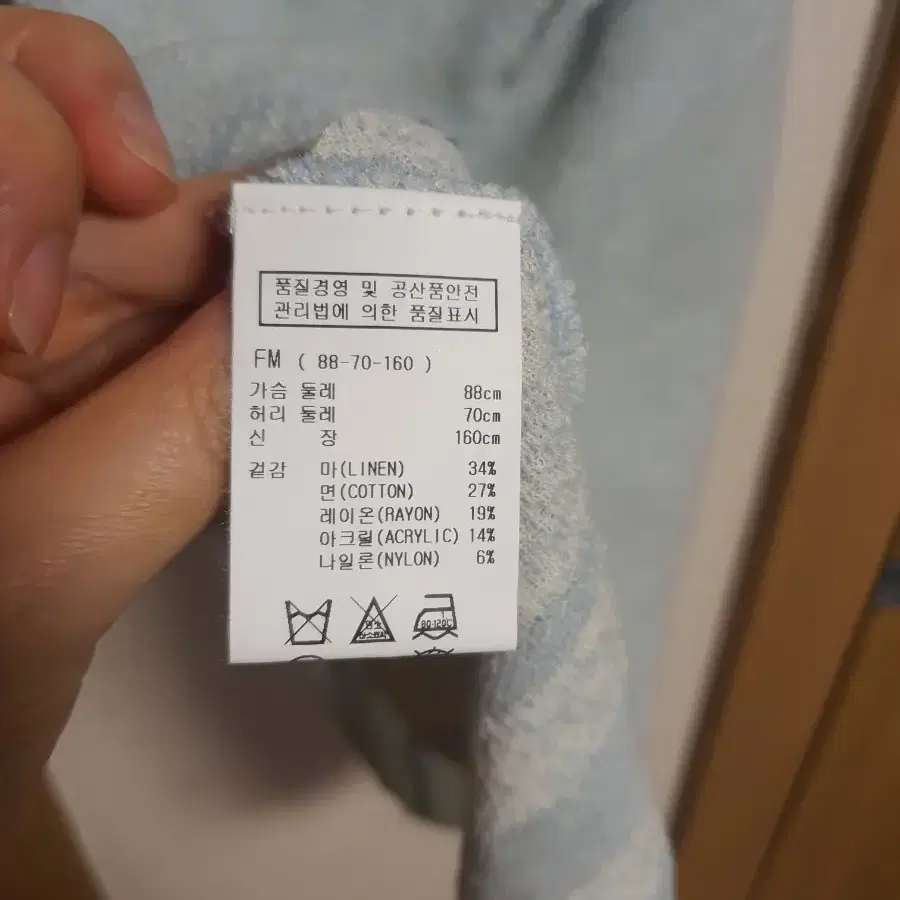 품질경영 및 공산품안전
관리법에 의한 품질표시
FM ( 88-70-160 )
가슴 둘레 88cm
허리 둘레 70cm
신 장 160cm
겉감 마(LINEN) 34%
면(COTTON) 27%
레이온(RAYON) 19%
아크릴(ACRYLIC) 14%
나일론(NYLON) 6%
80-120℃